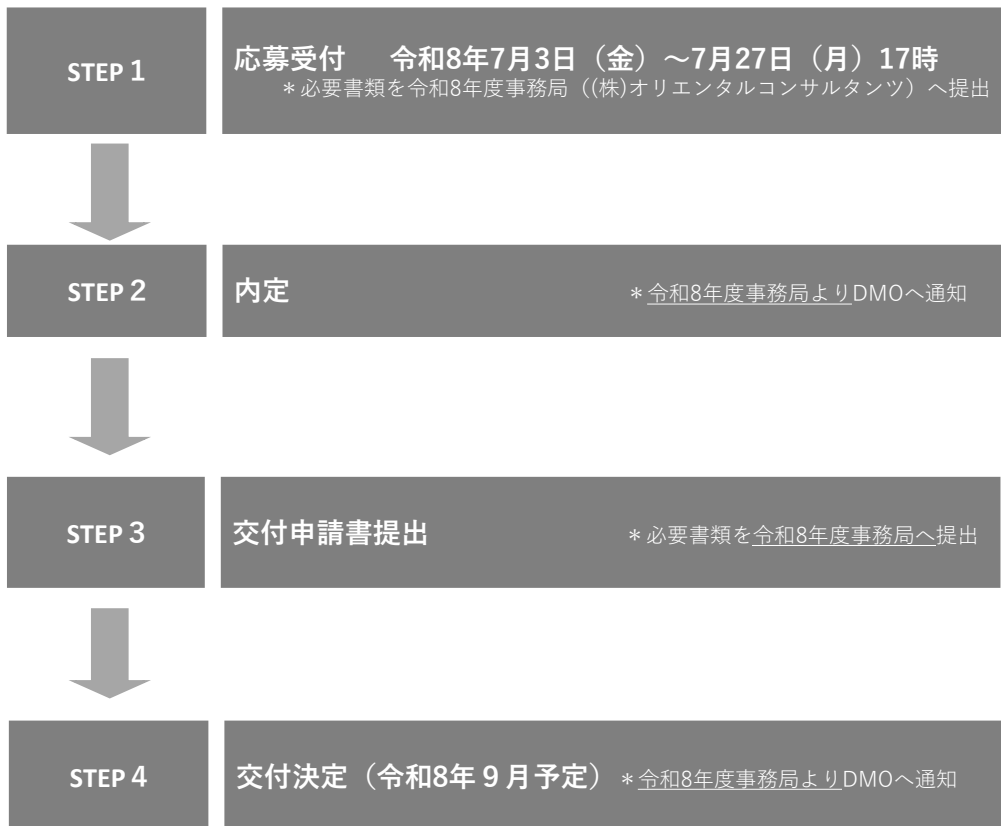 STEP 1
応募受付　令和8年7月3日（金）～7月27日（月）17時
＊必要書類を令和8年度事務局（(株)オリエンタルコンサルタンツ）へ提出
STEP 2
内定
＊令和8年度事務局よりDMOへ通知
STEP 3
交付申請書提出
＊必要書類を令和8年度事務局へ提出
STEP 4
交付決定（令和8年９月予定）＊令和8年度事務局よりDMOへ通知